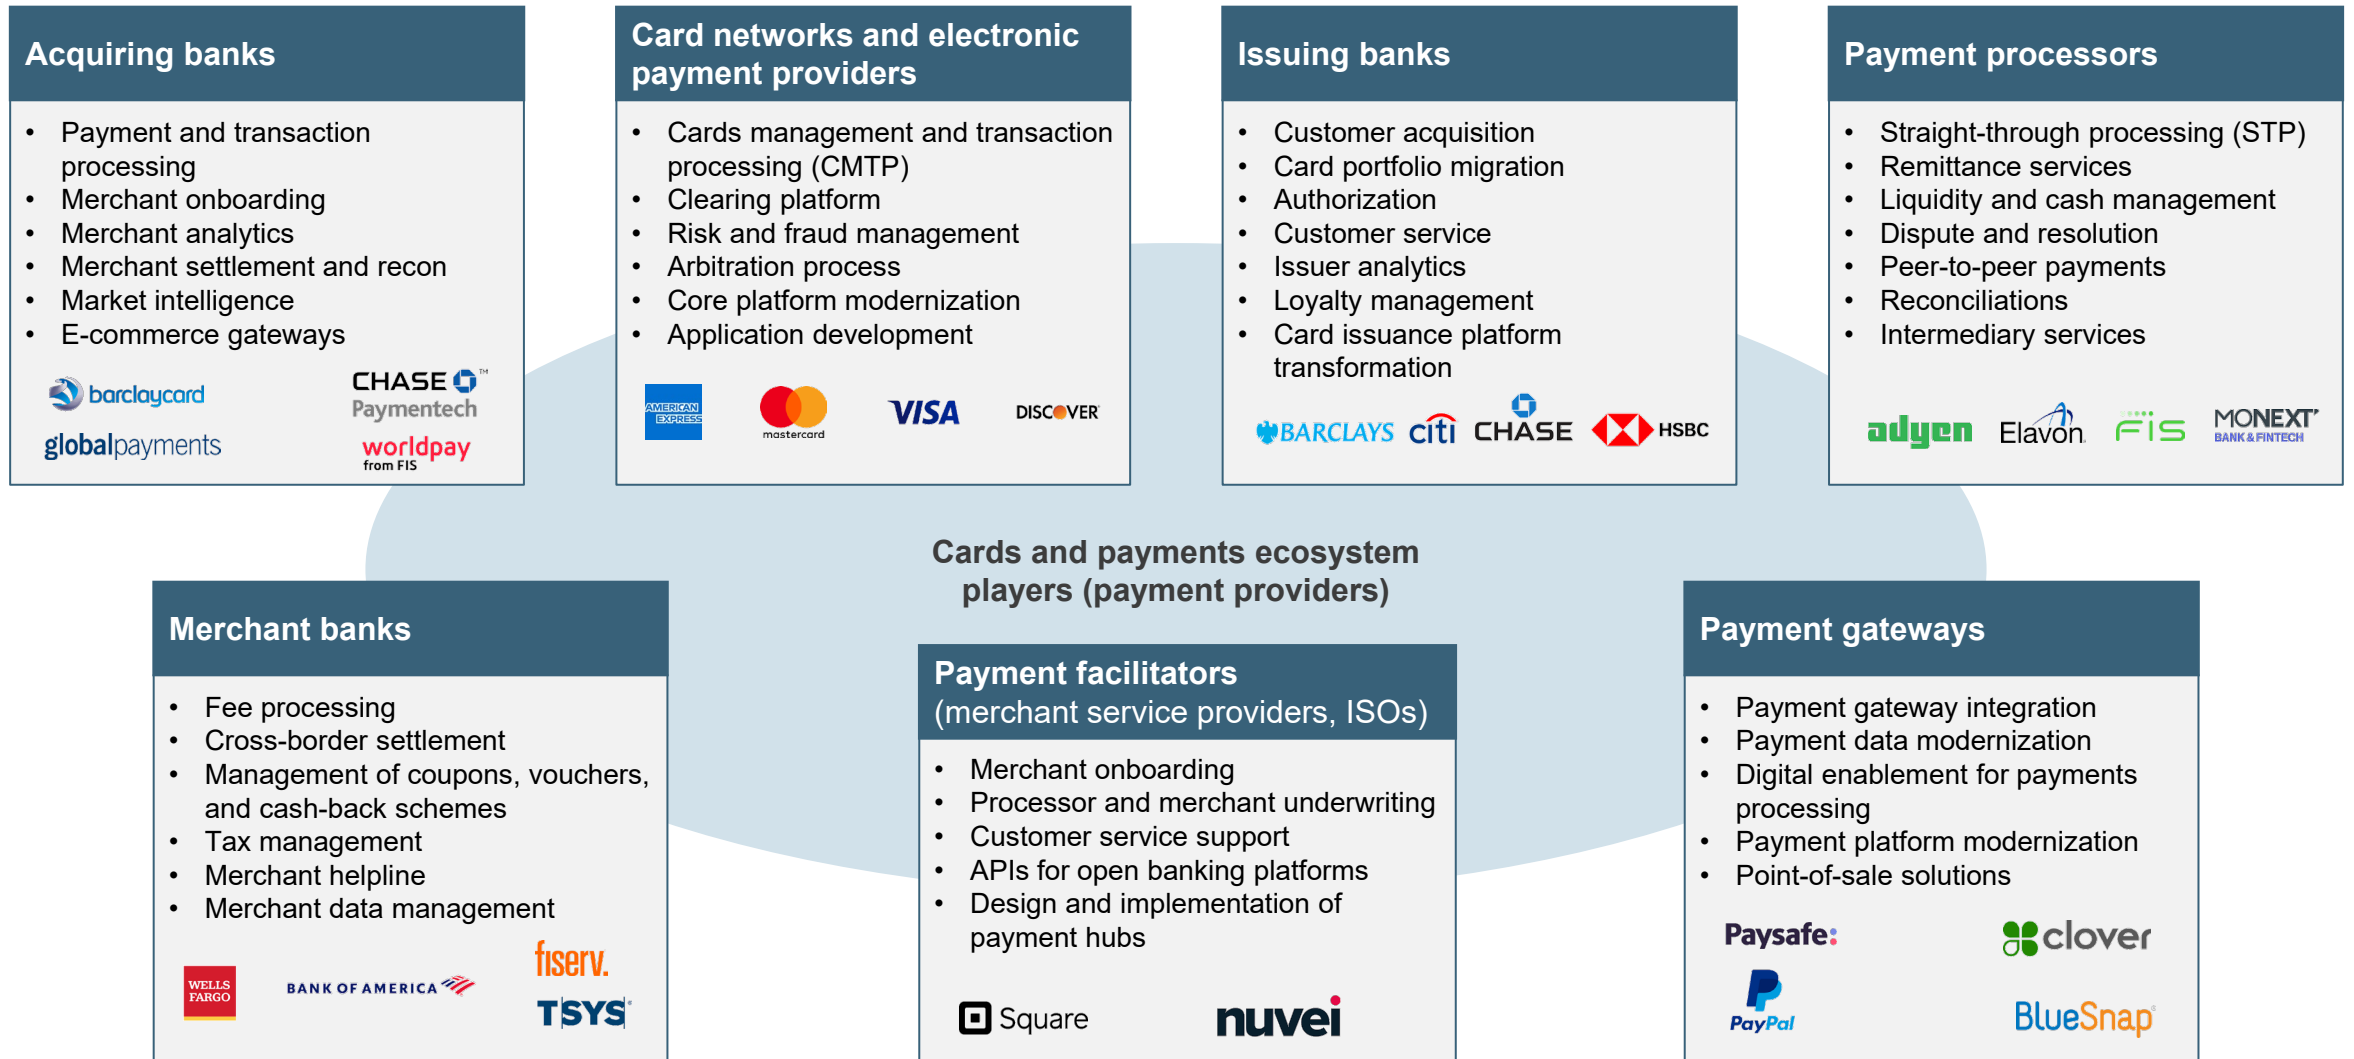 Acquiring banks
• Payment and transaction
processing
• Merchant onboarding
• Merchant analytics
• Merchant settlement and recon
• Market intelligence
• E-commerce gateways
barclaycard
CHASE ™
Paymentech
globalpayments
worldpay
from FIS
Card networks and electronic
payment providers
• Cards management and transaction
processing (CMTP)
• Clearing platform
• Risk and fraud management
• Arbitration process
• Core platform modernization
• Application development
AMERICAN
EXPRESS
mastercard
VISA
DISCOVER
Issuing banks
• Customer acquisition
• Card portfolio migration
• Authorization
• Customer service
• Issuer analytics
• Loyalty management
• Card issuance platform
transformation
BARCLAYS
citi
CHASE
HSBC
Payment processors
• Straight-through processing (STP)
• Remittance services
• Liquidity and cash management
• Dispute and resolution
• Peer-to-peer payments
• Reconciliations
• Intermediary services
adyen
Elavon
FIS
MONEXT
BANK & FINTECH
Cards and payments ecosystem
players (payment providers)
Merchant banks
• Fee processing
• Cross-border settlement
• Management of coupons, vouchers,
and cash-back schemes
• Tax management
• Merchant helpline
• Merchant data management
WELLS
FARGO
BANK OF AMERICA
fiserv.
TSYS
Payment facilitators
(merchant service providers, ISOs)
• Merchant onboarding
• Processor and merchant underwriting
• Customer service support
• APIs for open banking platforms
• Design and implementation of
payment hubs
Square
nuvei
Payment gateways
• Payment gateway integration
• Payment data modernization
• Digital enablement for payments
processing
• Payment platform modernization
• Point-of-sale solutions
Paysafe:
clover
PayPal
BlueSnap